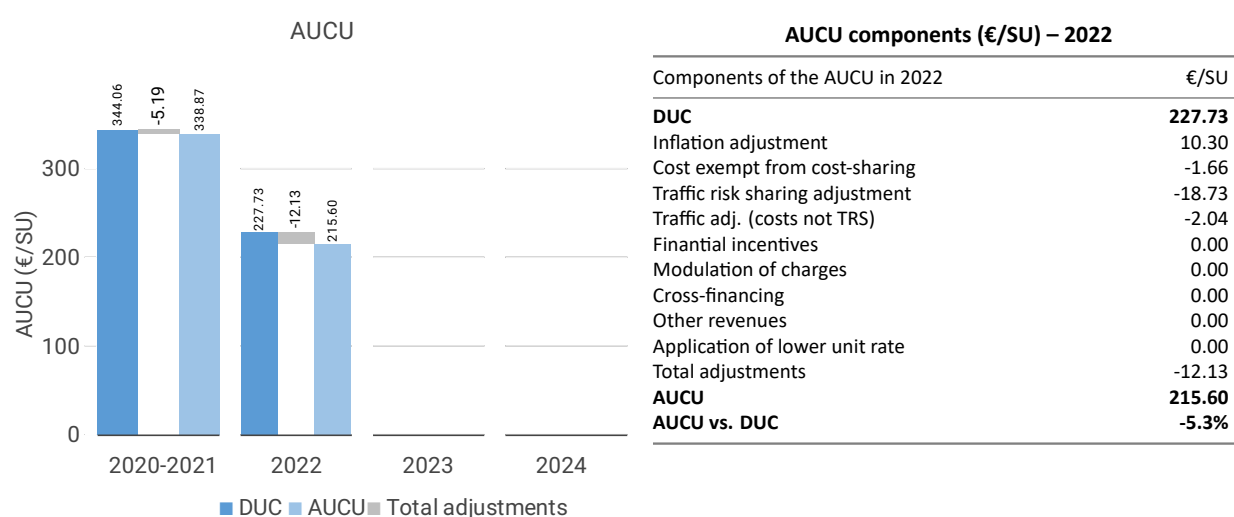 AUCU
344.06
-5.19
338.87
227.73
-12.13
215.60
AUCU (€/SU)
300
200
100
0
2020-2021
2022
2023
2024
DUC
AUCU
Total adjustments
AUCU components (€/SU) – 2022
Components of the AUCU in 2022 €/SU
DUC 227.73
Inflation adjustment 10.30
Cost exempt from cost-sharing -1.66
Traffic risk sharing adjustment -18.73
Traffic adj. (costs not TRS) -2.04
Finantial incentives 0.00
Modulation of charges 0.00
Cross-financing 0.00
Other revenues 0.00
Application of lower unit rate 0.00
Total adjustments -12.13
AUCU 215.60
AUCU vs. DUC -5.3%